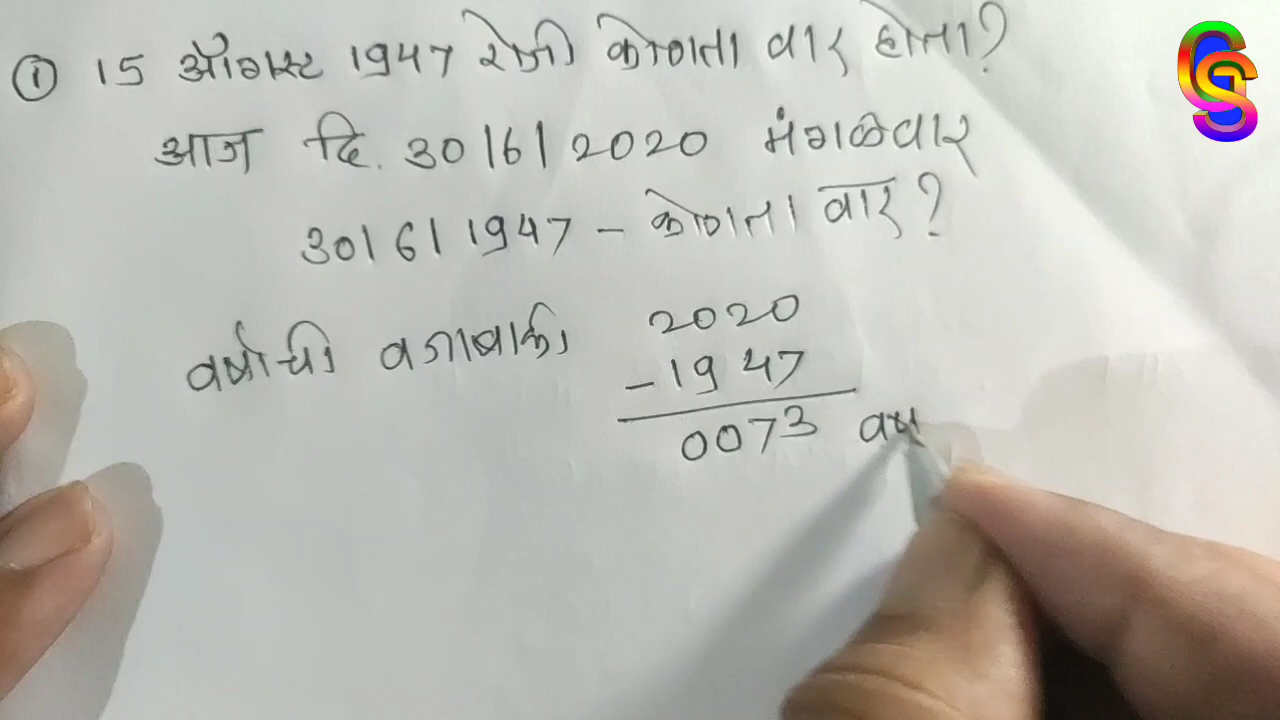 ① 15 ऑगस्ट 1947 रोजी कोणता वार होता?
आज दि. 30/6/2020 मंगळवार
30/6/1947 - कोणता वार?
वर्षांची वजाबाकी 2020
- 1947
0073 वर्ष